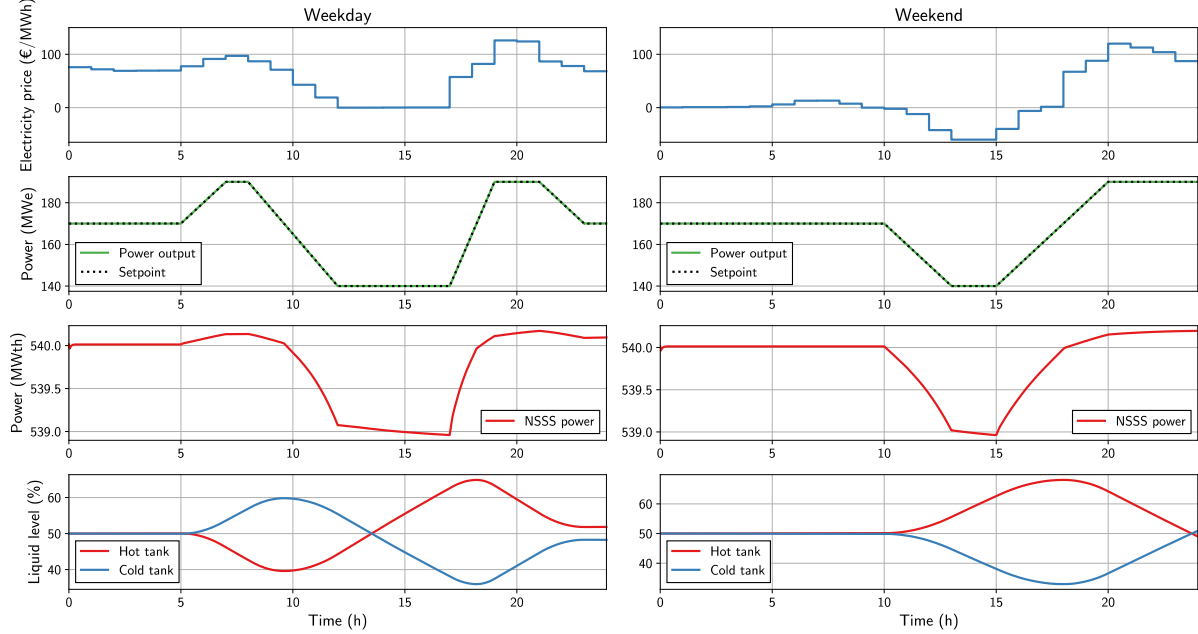 Weekday
Electricity price (€/MWh)
100
0
0 5 10 15 20
Weekend
100
0
0 5 10 15 20
Power (MWe)
180
160
140
Power output
Setpoint
0 5 10 15 20
180
160
140
Power output
Setpoint
0 5 10 15 20
Power (MWth)
540.0
539.5
539.0
NSSS power
0 5 10 15 20
540.0
539.5
539.0
NSSS power
0 5 10 15 20
Liquid level (%)
60
50
40
Hot tank
Cold tank
0 5 10 15 20
Time (h)
60
50
40
Hot tank
Cold tank
0 5 10 15 20
Time (h)